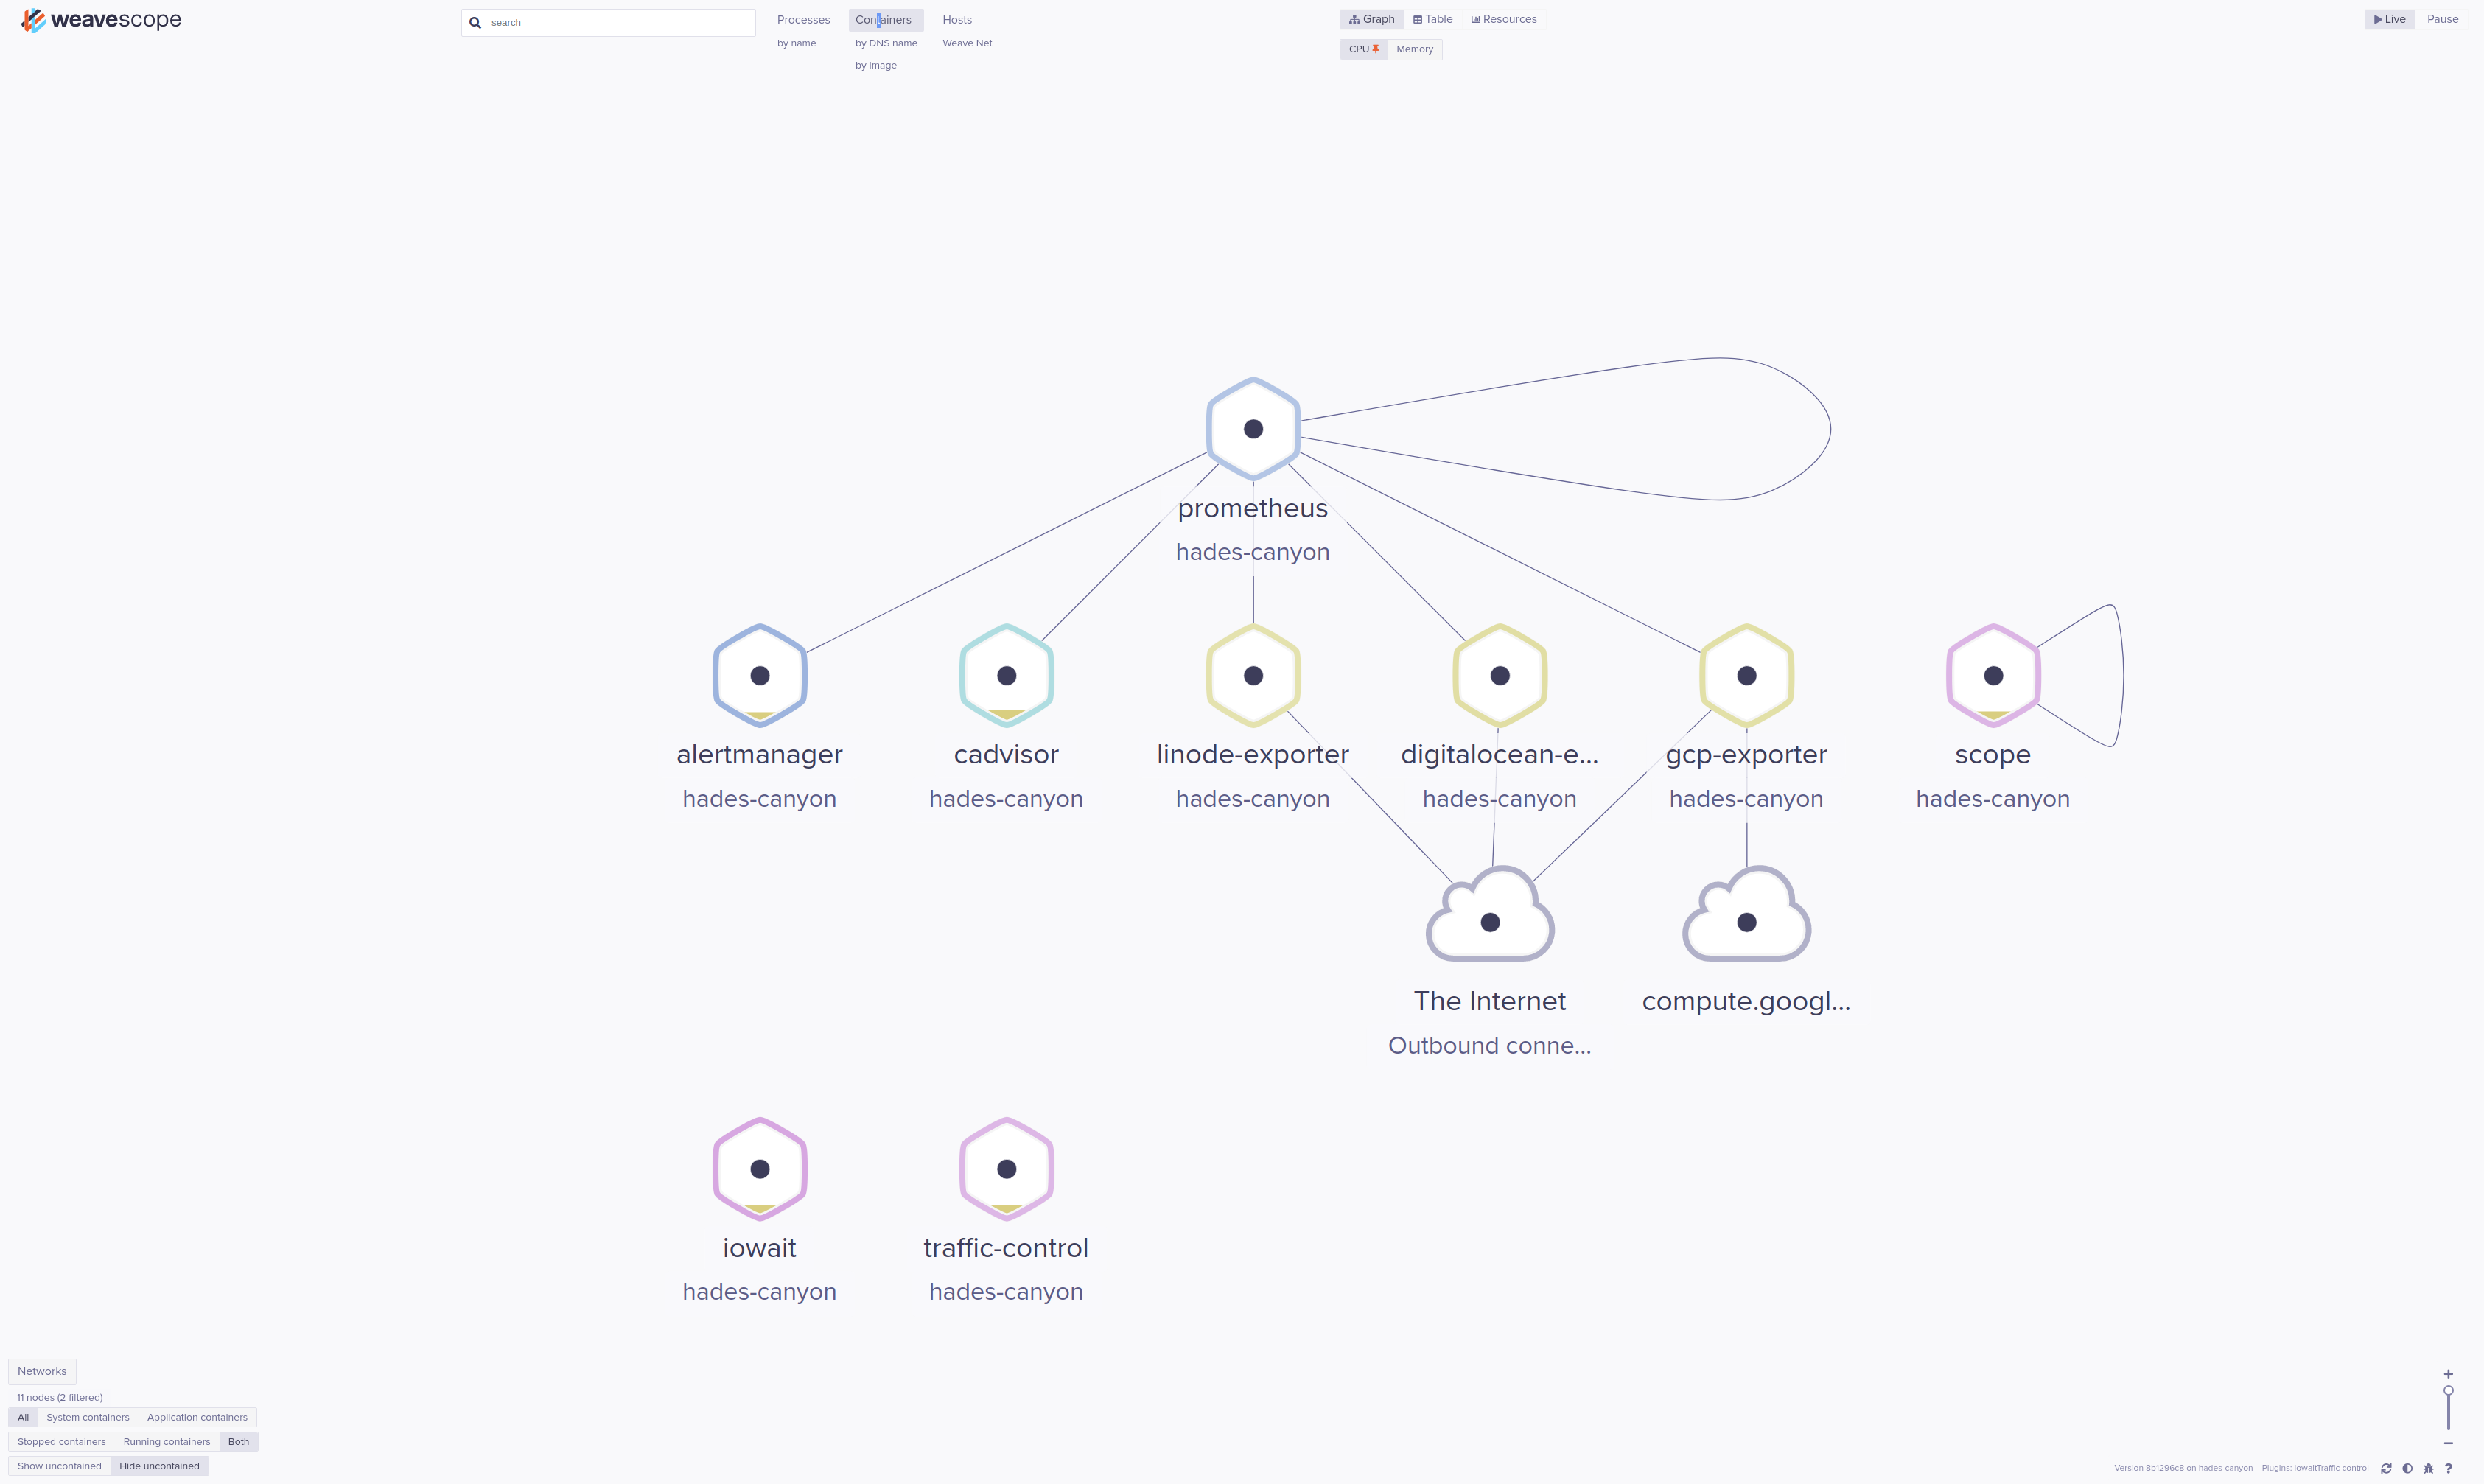 weavescope
search
Processes
by name
Containers
by DNS name
by image
Hosts
Weave Net
Graph
Table
Resources
CPU
Memory
Live
Pause
prometheus
hades-canyon
alertmanager
hades-canyon
cadvisor
hades-canyon
linode-exporter
hades-canyon
digitalocean-e...
hades-canyon
gcp-exporter
hades-canyon
scope
hades-canyon
The Internet
Outbound conne...
compute.googl...
iowait
hades-canyon
traffic-control
hades-canyon
Networks
11 nodes (2 filtered)
All System containers Application containers
Stopped containers Running containers Both
Show uncontained Hide uncontained
Version 8b1296c8 on hades-canyon Plugins: iowaitTraffic control